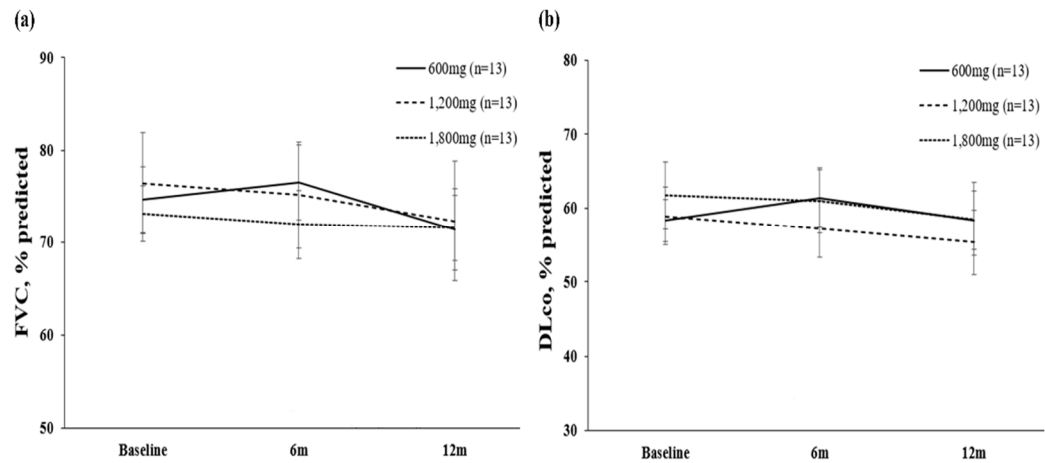 (a)
FVC, % predicted
90
80
70
60
50
Baseline
6m
12m
600mg (n=13)
1,200mg (n=13)
1,800mg (n=13)
(b)
DLco, % predicted
80
70
60
50
40
30
Baseline
6m
12m
600mg (n=13)
1,200mg (n=13)
1,800mg (n=13)